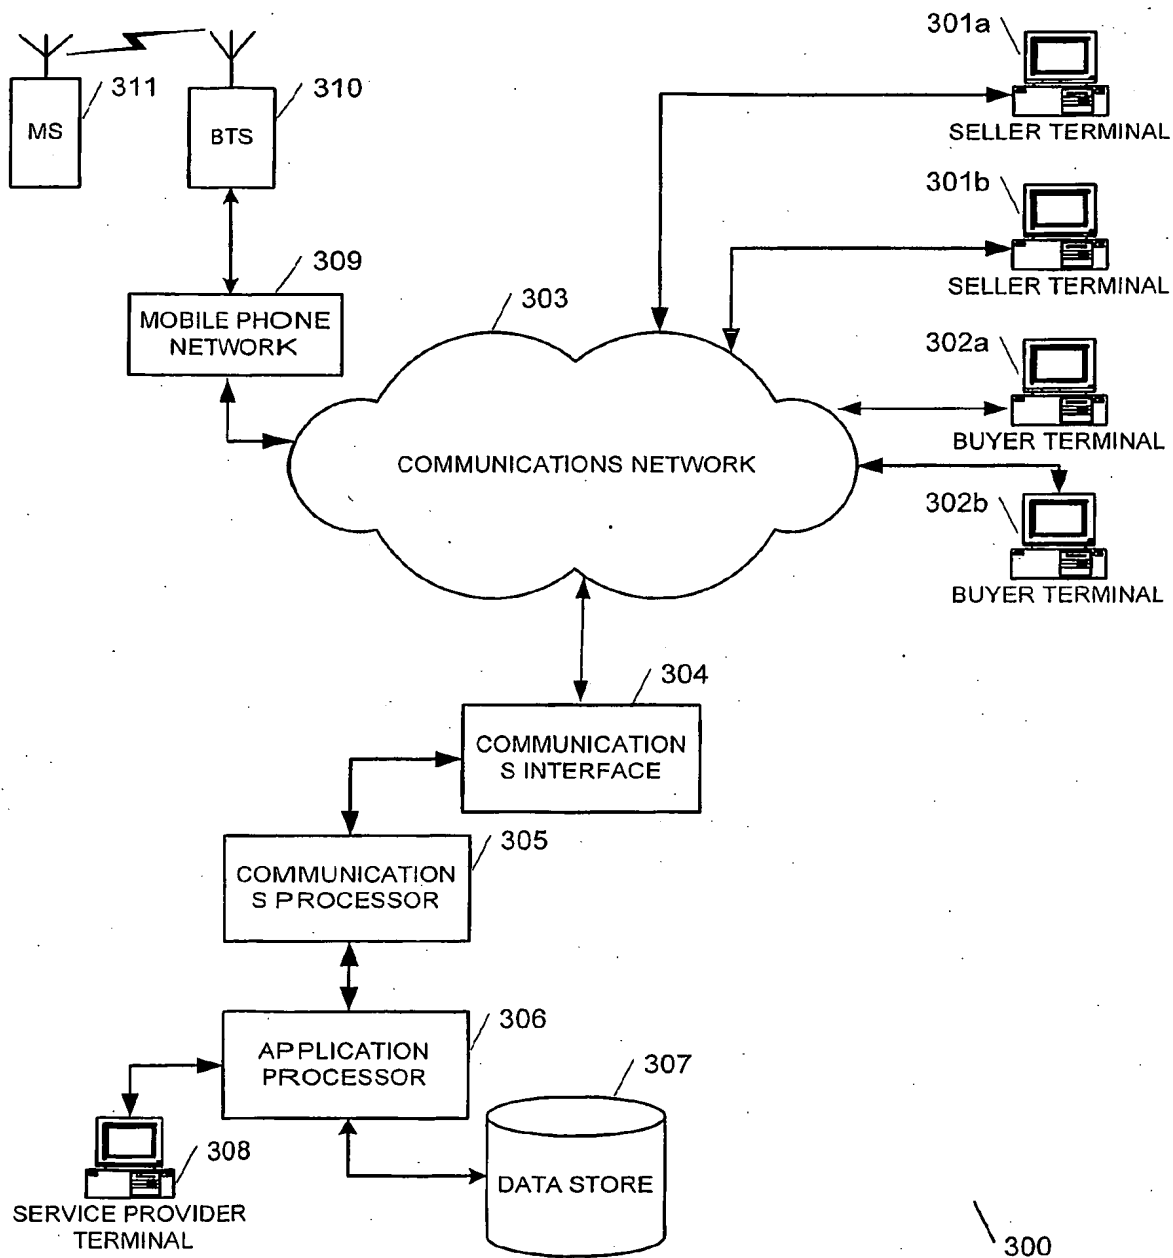 301a
311
310
MS
BTS
SELLER TERMINAL
301b
309
SELLER TERMINAL
303
MOBILE PHONE
NETWORK
302a
BUYER TERMINAL
COMMUNICATIONS NETWORK
302b
BUYER TERMINAL
304
COMMUNICATION
S INTERFACE
305
COMMUNICATION
S PROCESSOR
306
APPLICATION
PROCESSOR
307
308
DATA STORE
SERVICE PROVIDER
TERMINAL
300